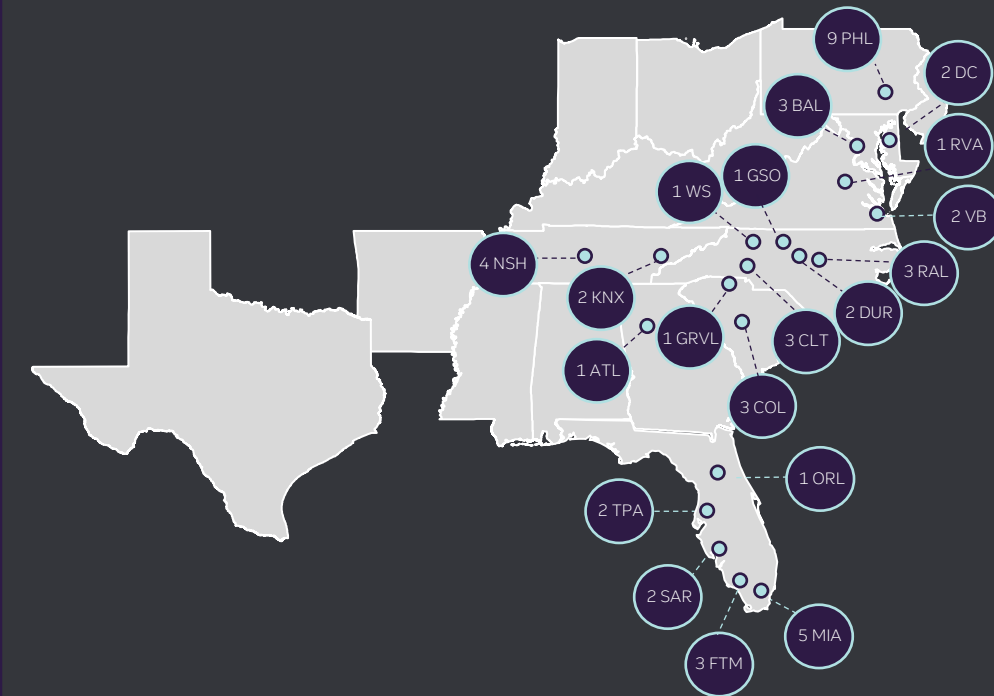 9 PHL
2 DC
3 BAL
1 RVA
1 GSO
1 WS
2 VB
4 NSH
3 RAL
2 KNX
2 DUR
1 GRVL
3 CLT
1 ATL
3 COL
1 ORL
2 TPA
2 SAR
5 MIA
3 FTM